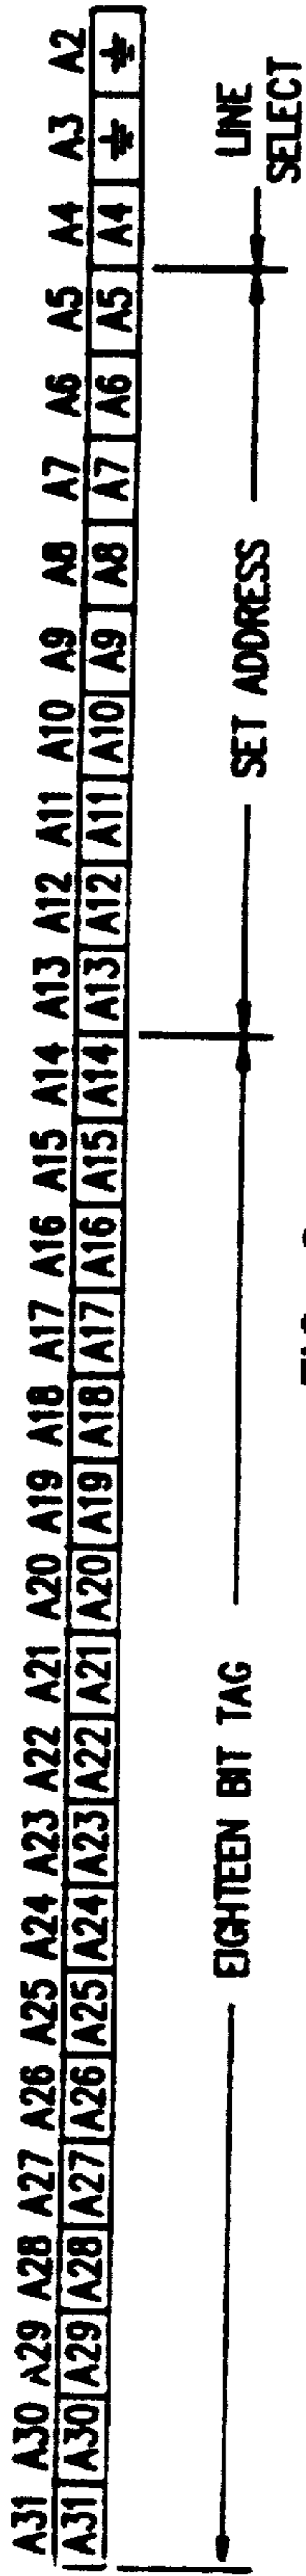 A31 A30 A29 A28 A27 A26 A25 A24 A23 A22 A21 A20 A19 A18 A17 A16 A15 A14 A13 A12 A11 A10 A9 A8 A7 A6 A5 A4 A3 A2
A31 A30 A29 A28 A27 A26 A25 A24 A23 A22 A21 A20 A19 A18 A17 A16 A15 A14 A13 A12 A11 A10 A9 A8 A7 A6 A5 A4
EIGHTEEN BIT TAG SET ADDRESS LINE
SELECT